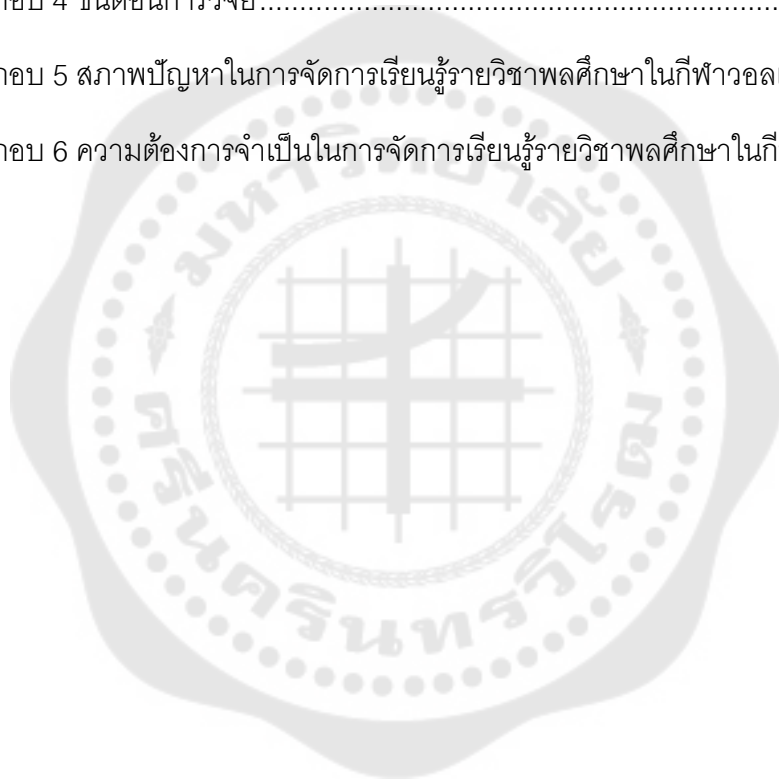 กอบ 4 ขั้นตอนการวิจัย
กอบ 5 สภาพปัญหาในการจัดการเรียนรู้รายวิชาพลศึกษาในกีฬาวอลเ
กอบ 6 ความต้องการจำเป็นในการจัดการเรียนรู้รายวิชาพลศึกษาในกี
มหาวิทยาลัย
ศรีนครินทรวิโรฒ